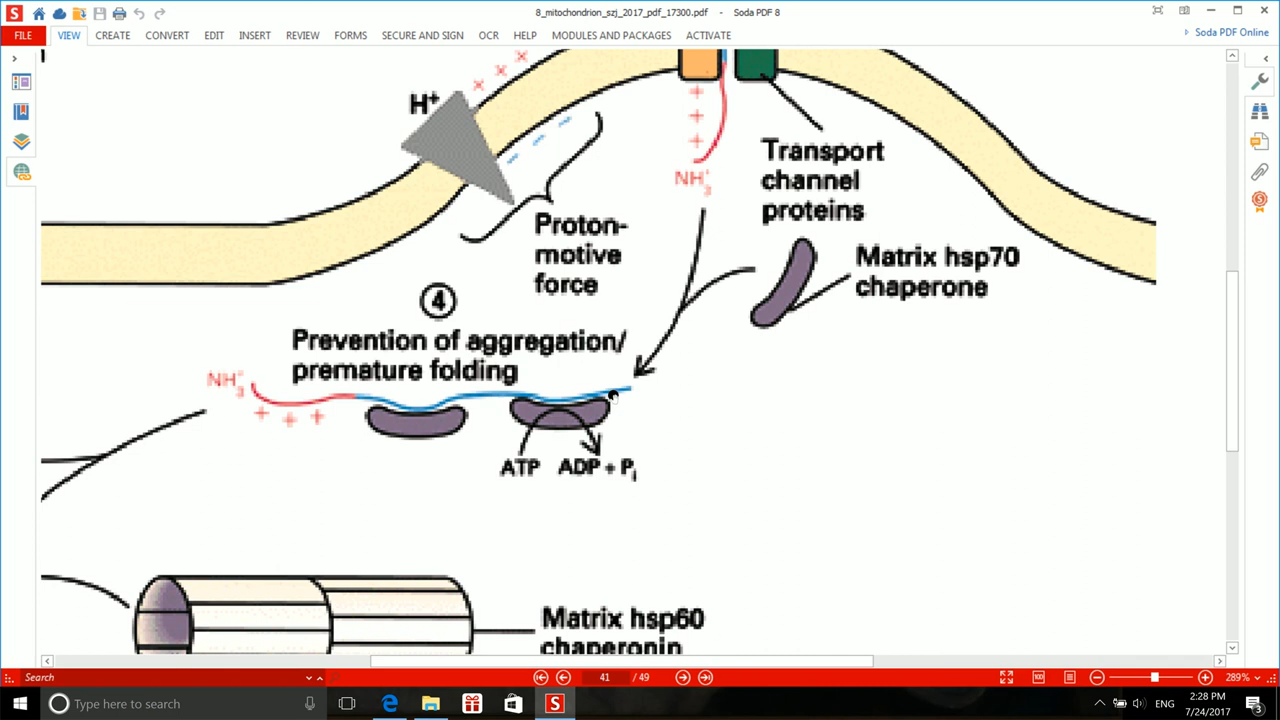 8_mitochondrion_szj_2017_pdf_17300.pdf - Soda PDF 8
FILE VIEW CREATE CONVERT EDIT INSERT REVIEW FORMS SECURE AND SIGN OCR HELP MODULES AND PACKAGES ACTIVATE Soda PDF Online
H+
NH3+
Transport
channel
proteins
Proton-
motive
force
Matrix hsp70
chaperone
4
Prevention of aggregation/
premature folding
NH3+
+ + +
ATP ADP + Pi
Matrix hsp60
chaperonin
Search 41 / 49 289%
Type here to search
ENG
2:28 PM
7/24/2017